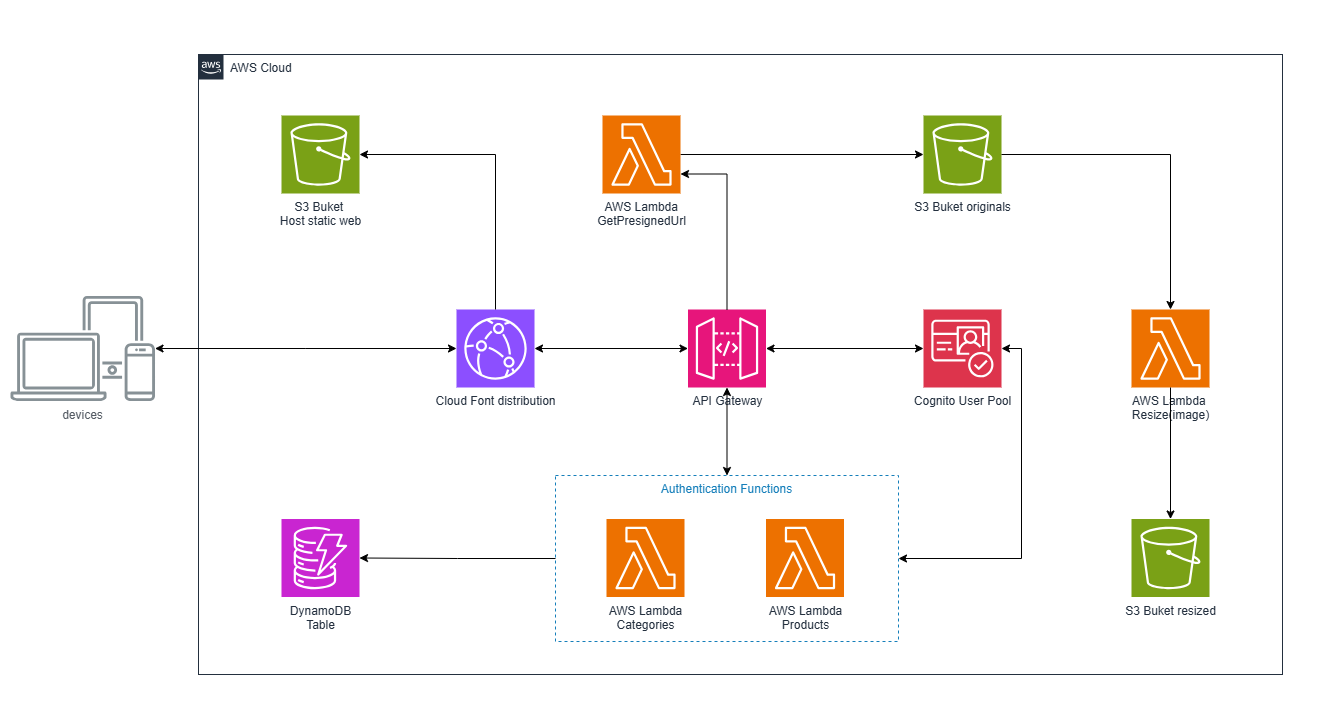 aws
AWS Cloud
S3 Buket
Host static web
AWS Lambda
GetPresignedUrl
S3 Buket originals
devices
Cloud Font distribution
API Gateway
Cognito User Pool
AWS Lambda
Resize(image)
Authentication Functions
DynamoDB
Table
AWS Lambda
Categories
AWS Lambda
Products
S3 Buket resized